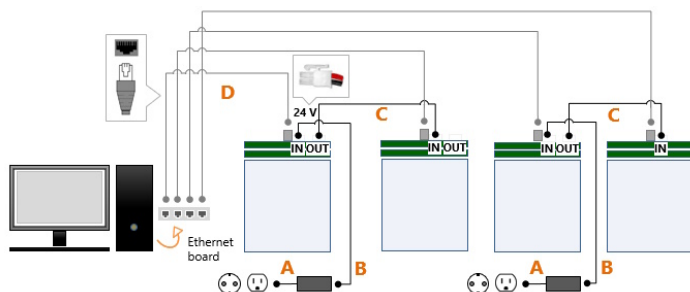 D
24 V
C
C
IN OUT
IN OUT
IN OUT
IN
Ethernet
board
A
B
A
B